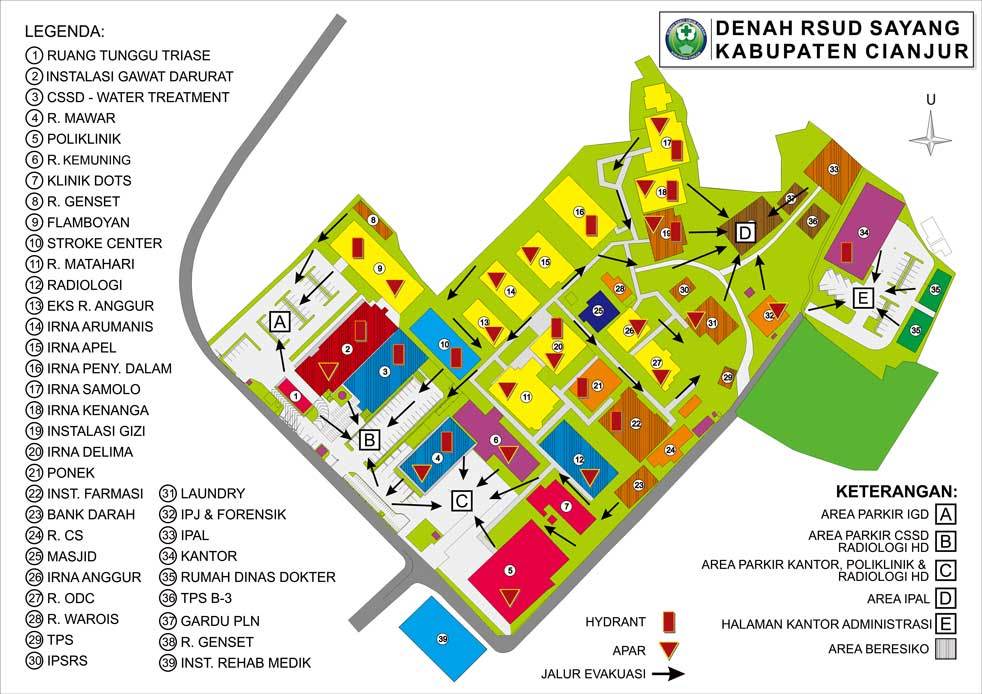 LEGENDA:
1 RUANG TUNGGU TRIASE
2 INSTALASI GAWAT DARURAT
3 CSSD - WATER TREATMENT
4 R. MAWAR
5 POLIKLINIK
6 R. KEMUNING
7 KLINIK DOTS
8 R. GENSET
9 FLAMBOYAN
10 STROKE CENTER
11 R. MATAHARI
12 RADIOLOGI
13 EKS R. ANGGUR
14 IRNA ARUMANIS
15 IRNA APEL
16 IRNA PENY. DALAM
17 IRNA SAMOLO
18 IRNA KENANGA
19 INSTALASI GIZI
20 IRNA DELIMA
21 PONEK
22 INST. FARMASI
23 BANK DARAH
24 R. CS
25 MASJID
26 IRNA ANGGUR
27 R. ODC
28 R. WAROIS
29 TPS
30 IPSRS
31 LAUNDRY
32 IPJ & FORENSIK
33 IPAL
34 KANTOR
35 RUMAH DINAS DOKTER
36 TPS B-3
37 GARDU PLN
38 R. GENSET
39 INST. REHAB MEDIK
DENAH RSUD SAYANG
KABUPATEN CIANJUR
U
17
33
18
38
16
36
8
19
D
34
15
9
28
30
35
14
E
25
A
32
31
13
26
35
10
20
2
27
3
29
21
1
11
22
B
6
24
4
12
23
C
7
5
39
KETERANGAN:
AREA PARKIR IGD A
AREA PARKIR CSSD
RADIOLOGI HD B
AREA PARKIR KANTOR, POLIKLINIK &
RADIOLOGI HD C
AREA IPAL D
HALAMAN KANTOR ADMINISTRASI E
AREA BERESIKO
HYDRANT
APAR
JALUR EVAKUASI